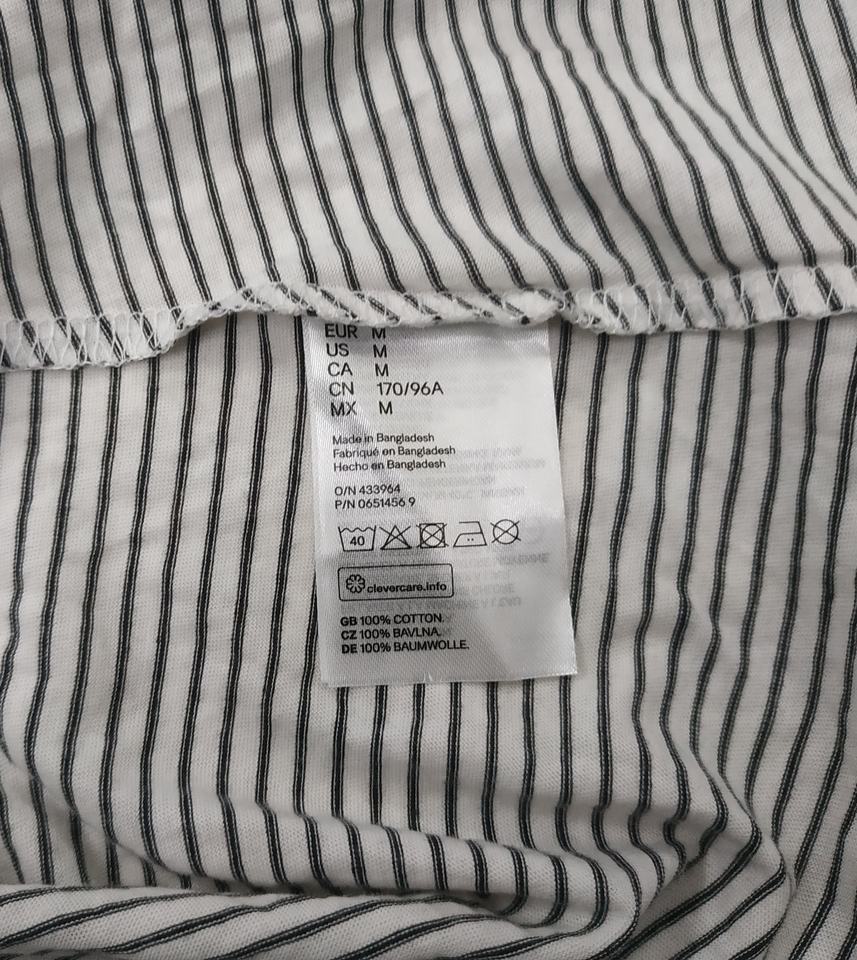 EUR M
US M
CA M
CN 170/96A
MX M
Made in Bangladesh
Fabriqué en Bangladesh
Hecho en Bangladesh
O/N 433964
P/N 0651456 9
40
clevercare.info
GB 100% COTTON.
CZ 100% BAVLNA.
DE 100% BAUMWOLLE.